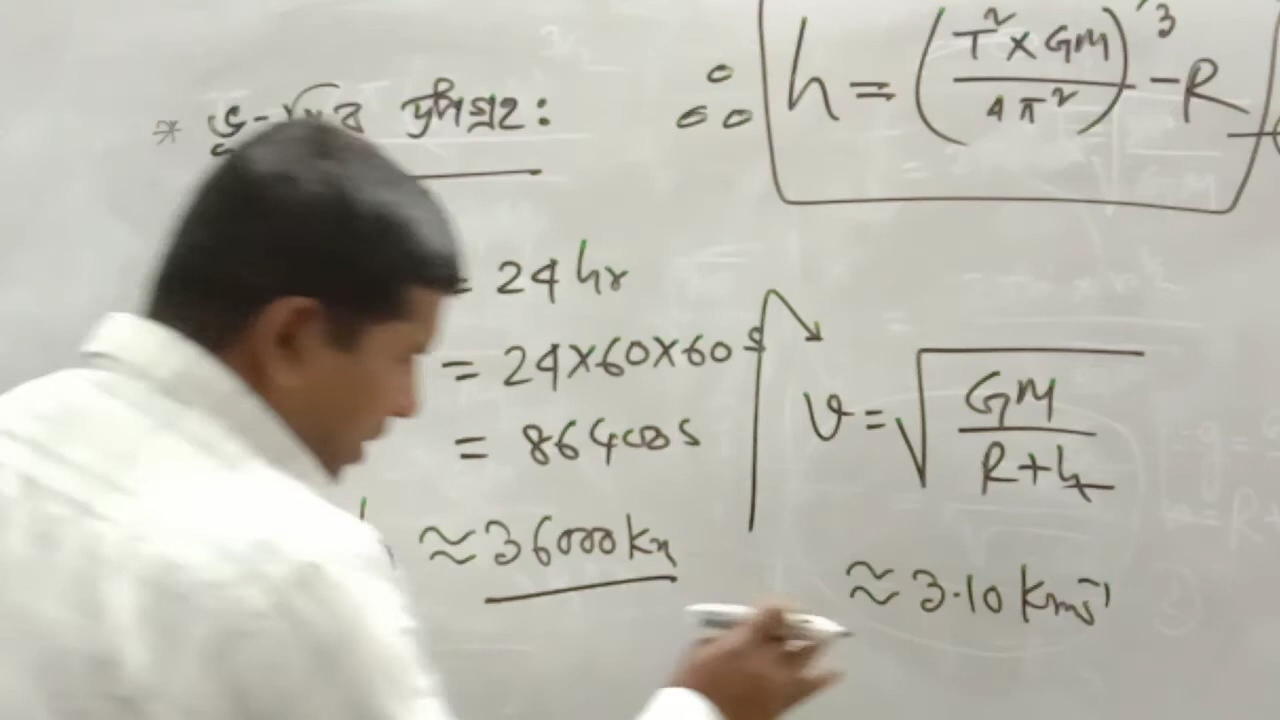 * ভূ-স্থির উপগ্রহ:
∴ h = (T² × GM / 4π²)^1/3 - R
= 24 hr
= 24×60×60 s
= 86400 s
≈ 36000 km
v = √(GM / R+h)
≈ 3.10 kms⁻¹